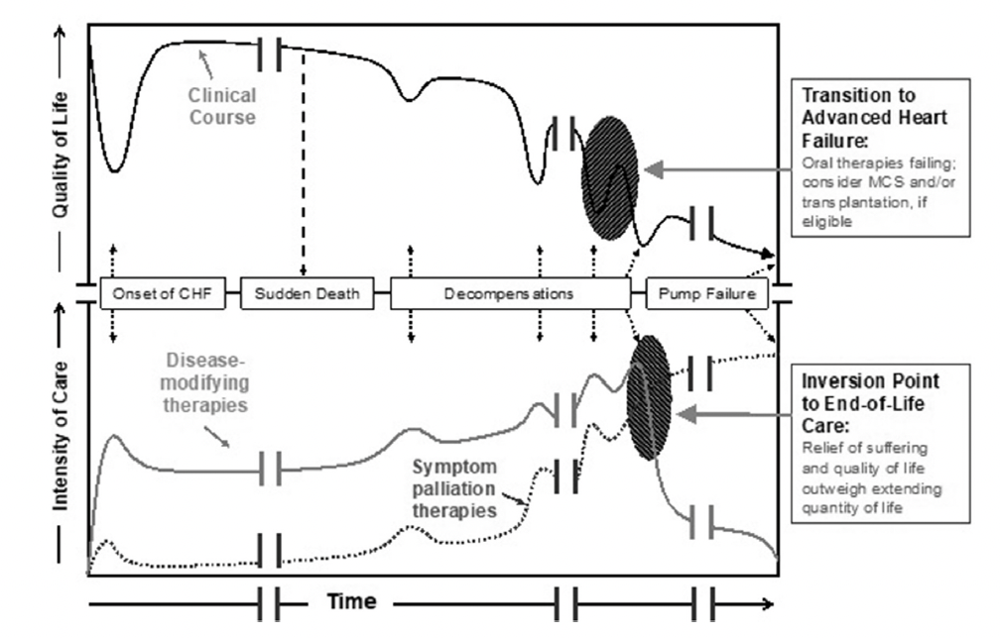 Quality of Life
Clinical
Course
Transition to
Advanced Heart
Failure:
Oral therapies failing;
consider MCS and/or
transplantation, if
eligible
Onset of CHF
Sudden Death
Decompensations
Pump Failure
Intensity of Care
Disease-
modifying
therapies
Symptom
palliation
therapies
Inversion Point
to End-of-Life
Care:
Relief of suffering
and quality of life
outweigh extending
quantity of life
Time